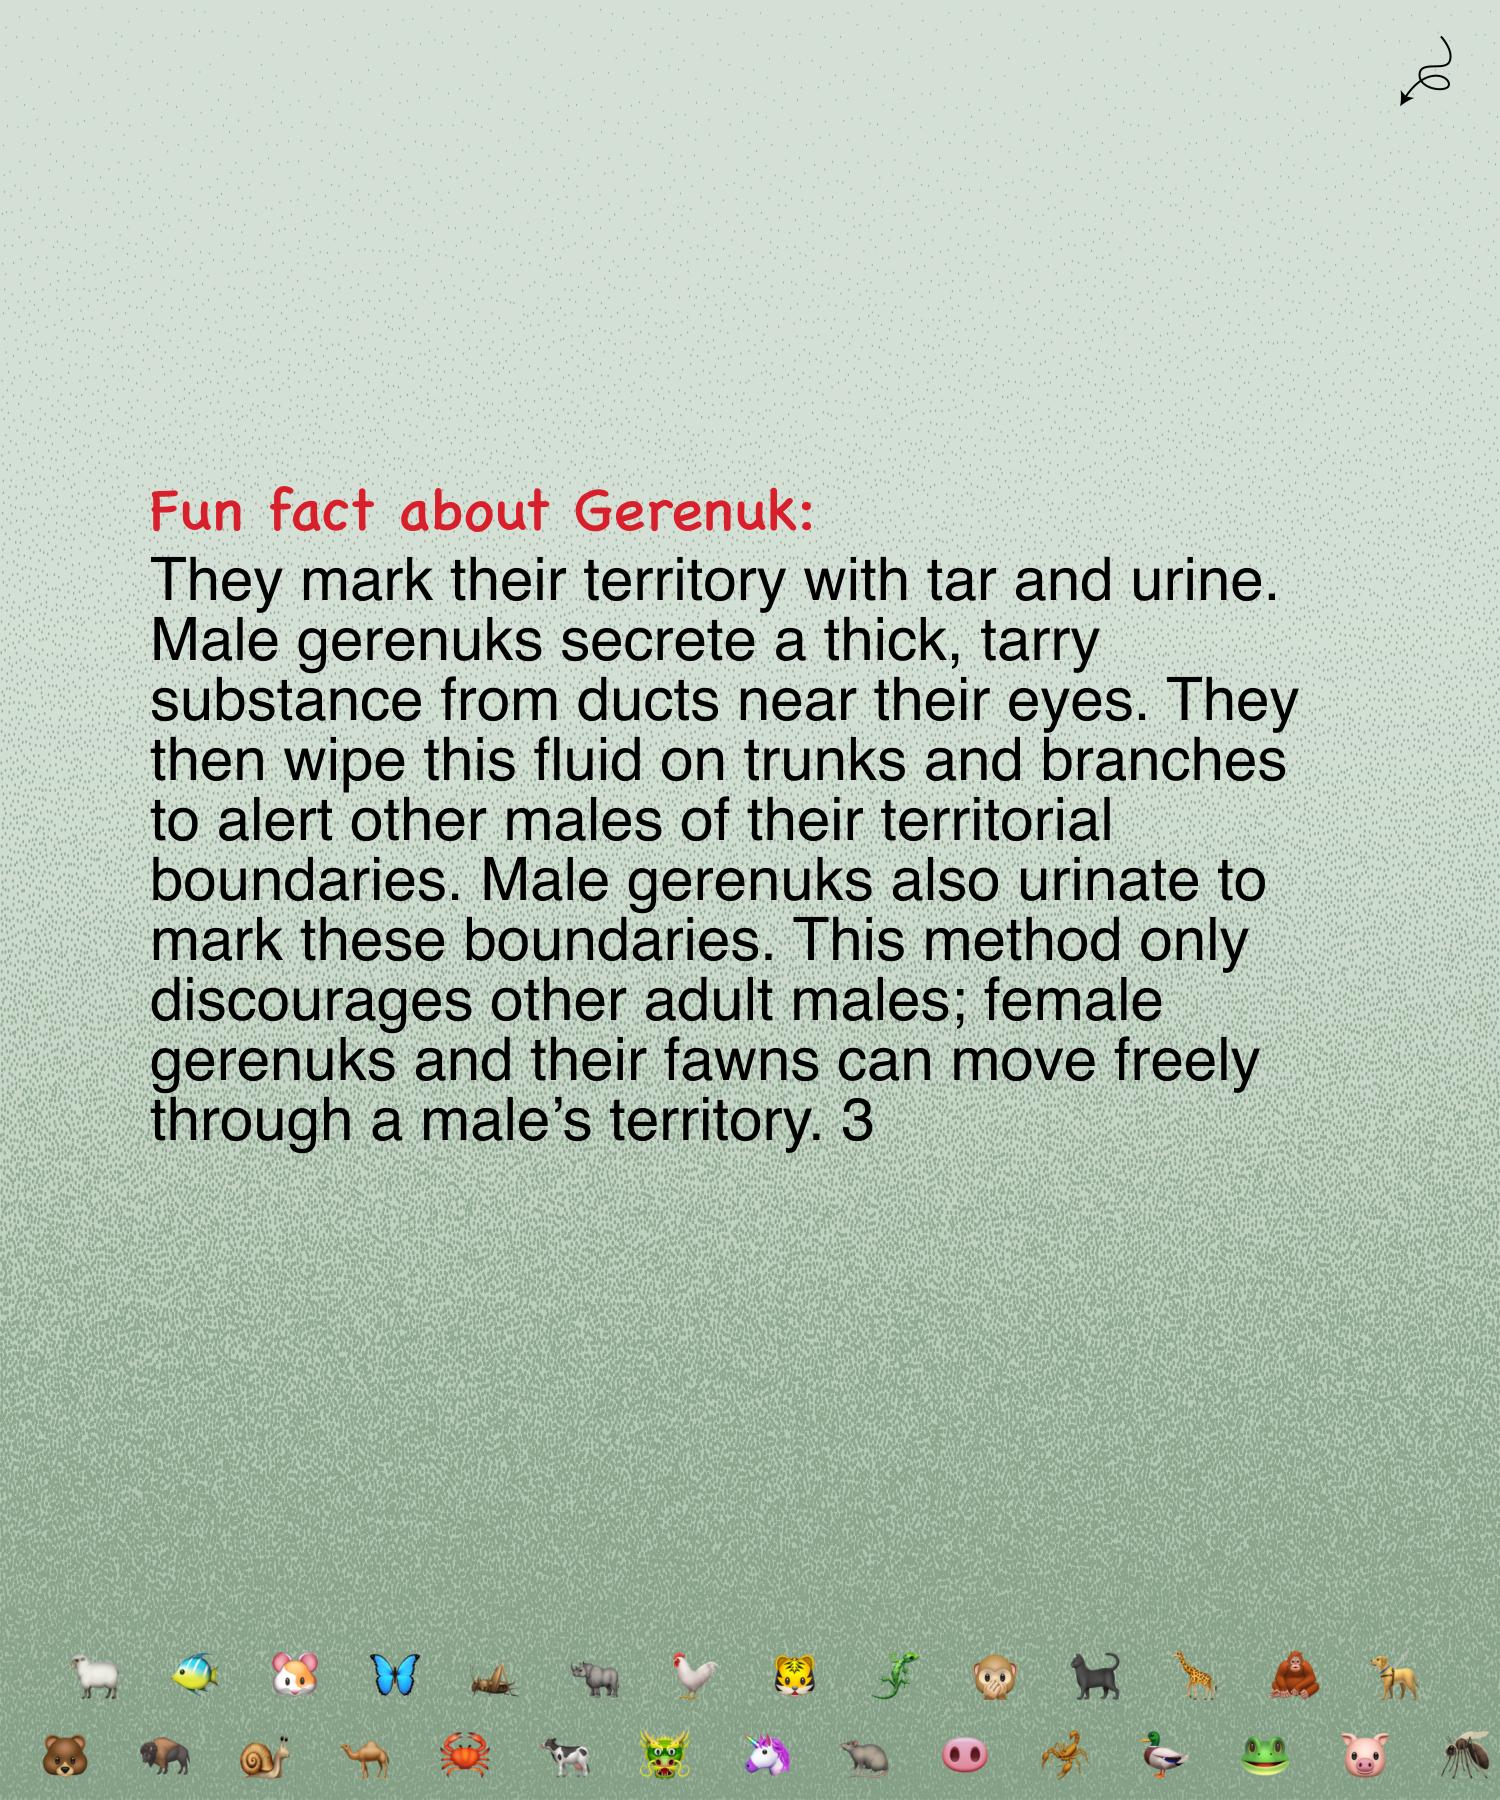 Fun fact about Gerenuk:
They mark their territory with tar and urine.
Male gerenuks secrete a thick, tarry
substance from ducts near their eyes. They
then wipe this fluid on trunks and branches
to alert other males of their territorial
boundaries. Male gerenuks also urinate to
mark these boundaries. This method only
discourages other adult males; female
gerenuks and their fawns can move freely
through a male’s territory. 3